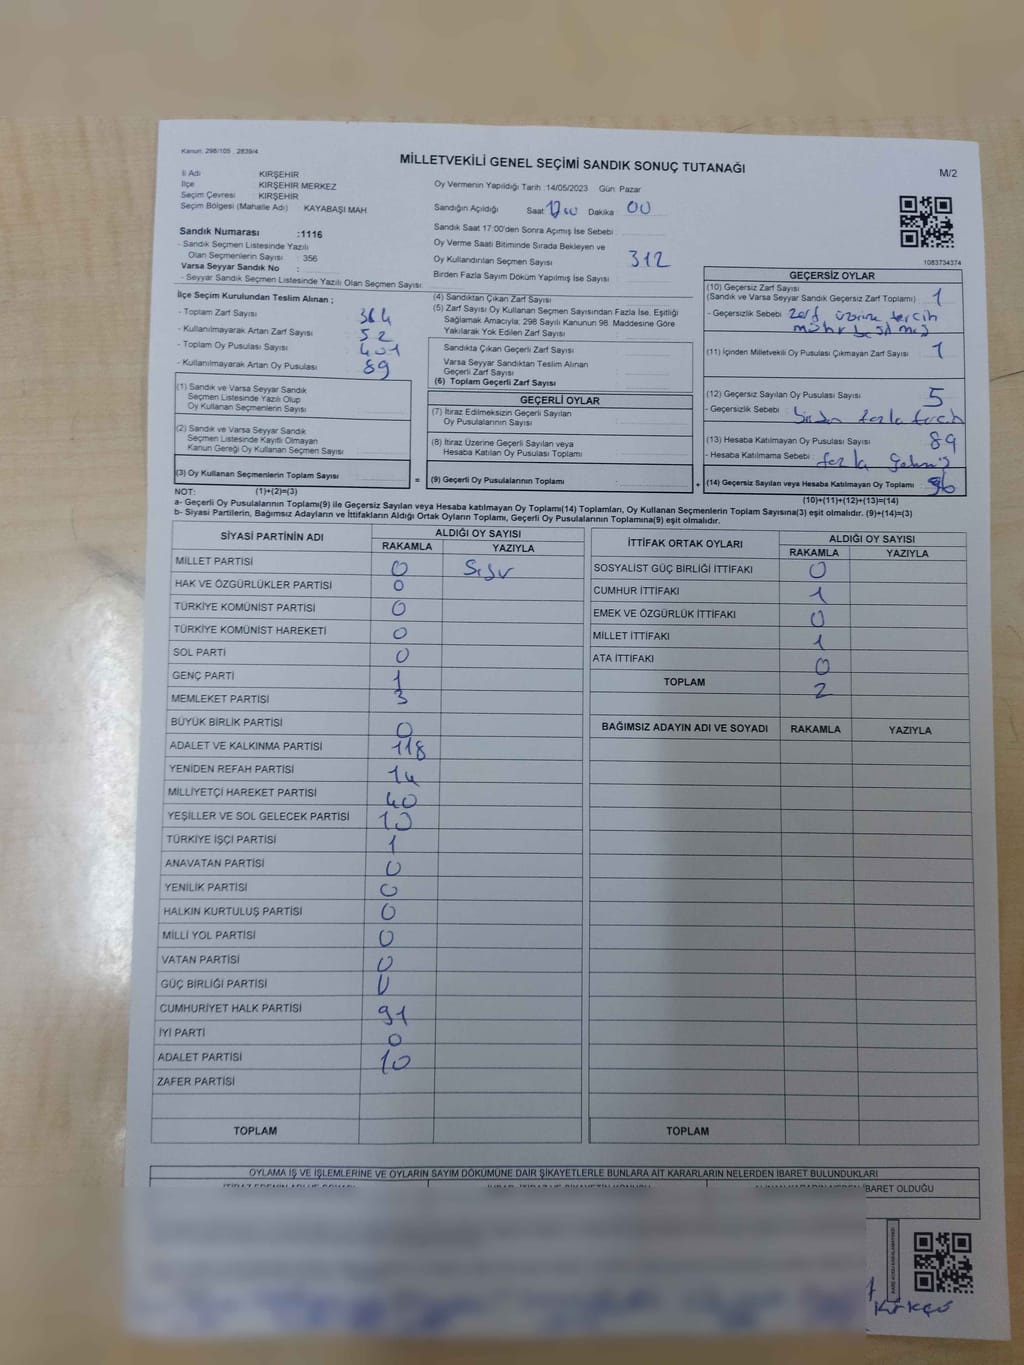 Kanun: 298/105 , 2839/4
MİLLETVEKİLİ GENEL SEÇİMİ SANDIK SONUÇ TUTANAĞI
M/2
İl Adı KIRŞEHİR
İlçe KIRŞEHİR MERKEZ
Seçim Çevresi : KIRŞEHİR
Seçim Bölgesi (Mahalle Adı) : KAYABAŞI MAH
Sandık Numarası :1116
- Sandık Seçmen Listesinde Yazılı
Olan Seçmenlerin Sayısı : 356
Varsa Seyyar Sandık No :
- Seyyar Sandık Seçmen Listesinde Yazılı Olan Seçmen Sayısı:
Oy Vermenin Yapıldığı Tarih :14/05/2023 Gün Pazar
Sandığın Açıldığı Saat Dakika 00
Sandık Saat 17:00'den Sonra Açımış İse Sebebi :
Oy Verme Saati Bitiminde Sırada Bekleyen ve
Oy Kullandırılan Seçmen Sayısı 312
Birden Fazla Sayım Döküm Yapılmış İse Sayısı :
1083734374
İlçe Seçim Kurulundan Teslim Alınan ;
- Toplam Zarf Sayısı 364
- Kullanılmayarak Artan Zarf Sayısı 52
- Toplam Oy Pusulası Sayısı 401
- Kullanılmayarak Artan Oy Pusulası 89
(1) Sandık ve Varsa Seyyar Sandık
Seçmen Listesinde Yazılı Olup
Oy Kullanan Seçmenlerin Sayısı
(2) Sandık ve Varsa Seyyar Sandık
Seçmen Listesinde Kayıtlı Olmayan
Kanun Gereği Oy Kullanan Seçmen Sayısı
(3) Oy Kullanan Seçmenlerin Toplam Sayısı
=
(4) Sandıktan Çıkan Zarf Sayısı
(5) Zarf Sayısı Oy Kullanan Seçmen Sayısından Fazla İse, Eşitliği
Sağlamak Amacıyla; 298 Sayılı Kanunun 98. Maddesine Göre
Yakılarak Yok Edilen Zarf Sayısı
Sandıkta Çıkan Geçerli Zarf Sayısı
Varsa Seyyar Sandıktan Teslim Alınan
Geçerli Zarf Sayısı
(6) Toplam Geçerli Zarf Sayısı
GEÇERLİ OYLAR
(7) İtiraz Edilmeksizin Geçerli Sayılan
Oy Pusulalarının Sayısı
(8) İtiraz Üzerine Geçerli Sayılan veya
Hesaba Katılan Oy Pusulası Toplamı
(9) Geçerli Oy Pusulalarının Toplamı
+
GEÇERSİZ OYLAR
(10) Geçersiz Zarf Sayısı
(Sandık ve Varsa Seyyar Sandık Geçersiz Zarf Toplamı) 1
- Geçersizlik Sebebi zarf üzerine tercih
(11) İçinden Milletvekili Oy Pusulası Çıkmayan Zarf Sayısı 1
(12) Geçersiz Sayılan Oy Pusulası Sayısı 5
- Geçersizlik Sebebi : birden fazla tercih
(13) Hesaba Katılmayan Oy Pusulası Sayısı 89
- Hesaba Katılmama Sebebi : fazla gelmiş
(14) Geçersiz Sayılan veya Hesaba Katılmayan Oy Toplamı 96
NOT: (1)+(2)=(3)
(10)+(11)+(12)+(13)=(14)
a- Geçerli Oy Pusulalarının Toplamı(9) ile Geçersiz Sayılan veya Hesaba katılmayan Oy Toplamı(14) Toplamları, Oy Kullanan Seçmenlerin Toplam Sayısına(3) eşit olmalıdır. (9)+(14)=(3)
b- Siyasi Partilerin, Bağımsız Adayların ve İttifakların Aldığı Ortak Oyların Toplamı, Geçerli Oy Pusulalarının Toplamına(9) eşit olmalıdır.
SİYASİ PARTİNİN ADI ALDIĞI OY SAYISI
RAKAMLA YAZIYLA
MİLLET PARTİSİ 0 Sıfır
HAK VE ÖZGÜRLÜKLER PARTİSİ 0
TÜRKİYE KOMÜNİST PARTİSİ 0
TÜRKİYE KOMÜNİST HAREKETİ 0
SOL PARTİ 0
GENÇ PARTİ 1
MEMLEKET PARTİSİ 3
BÜYÜK BİRLİK PARTİSİ 0
ADALET VE KALKINMA PARTİSİ 118
YENİDEN REFAH PARTİSİ 14
MİLLİYETÇİ HAREKET PARTİSİ 40
YEŞİLLER VE SOL GELECEK PARTİSİ 10
TÜRKİYE İŞÇİ PARTİSİ 1
ANAVATAN PARTİSİ 0
YENİLİK PARTİSİ 0
HALKIN KURTULUŞ PARTİSİ 0
MİLLİ YOL PARTİSİ 0
VATAN PARTİSİ 0
GÜÇ BİRLİĞİ PARTİSİ 0
CUMHURİYET HALK PARTİSİ 91
İYİ PARTİ 0
ADALET PARTİSİ 10
ZAFER PARTİSİ
TOPLAM
İTTİFAK ORTAK OYLARI ALDIĞI OY SAYISI
RAKAMLA YAZIYLA
SOSYALİST GÜÇ BİRLİĞİ İTTİFAKI 0
CUMHUR İTTİFAKI 1
EMEK VE ÖZGÜRLÜK İTTİFAKI 0
MİLLET İTTİFAKI 1
ATA İTTİFAKI 0
TOPLAM 2
BAĞIMSIZ ADAYIN ADI VE SOYADI RAKAMLA YAZIYLA
TOPLAM
OYLAMA İŞ VE İŞLEMLERİNE VE OYLARIN SAYIM DÖKÜMÜNE DAİR ŞİKAYETLERLE BUNLARA AİT KARARLARIN NELERDEN İBARET BULUNDUKLARI
İBARET OLDUĞU